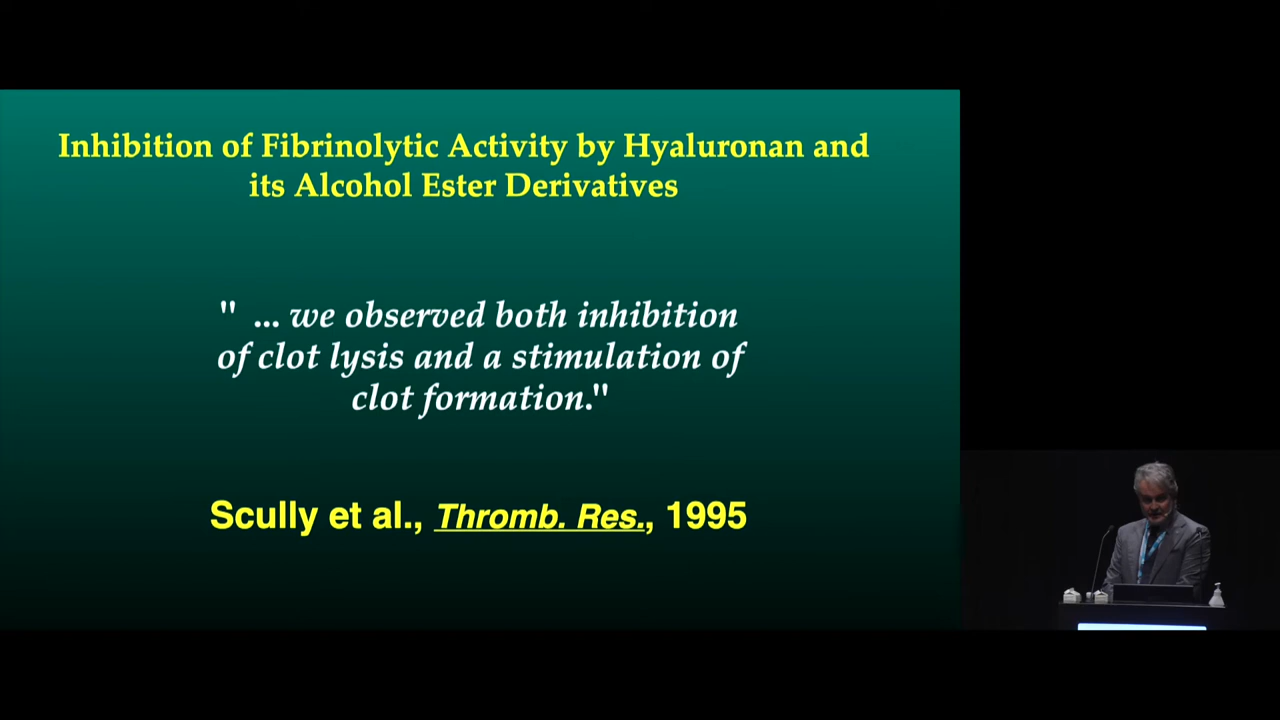 Inhibition of Fibrinolytic Activity by Hyaluronan and
its Alcohol Ester Derivatives
" ... we observed both inhibition
of clot lysis and a stimulation of
clot formation."
Scully et al., Thromb. Res., 1995